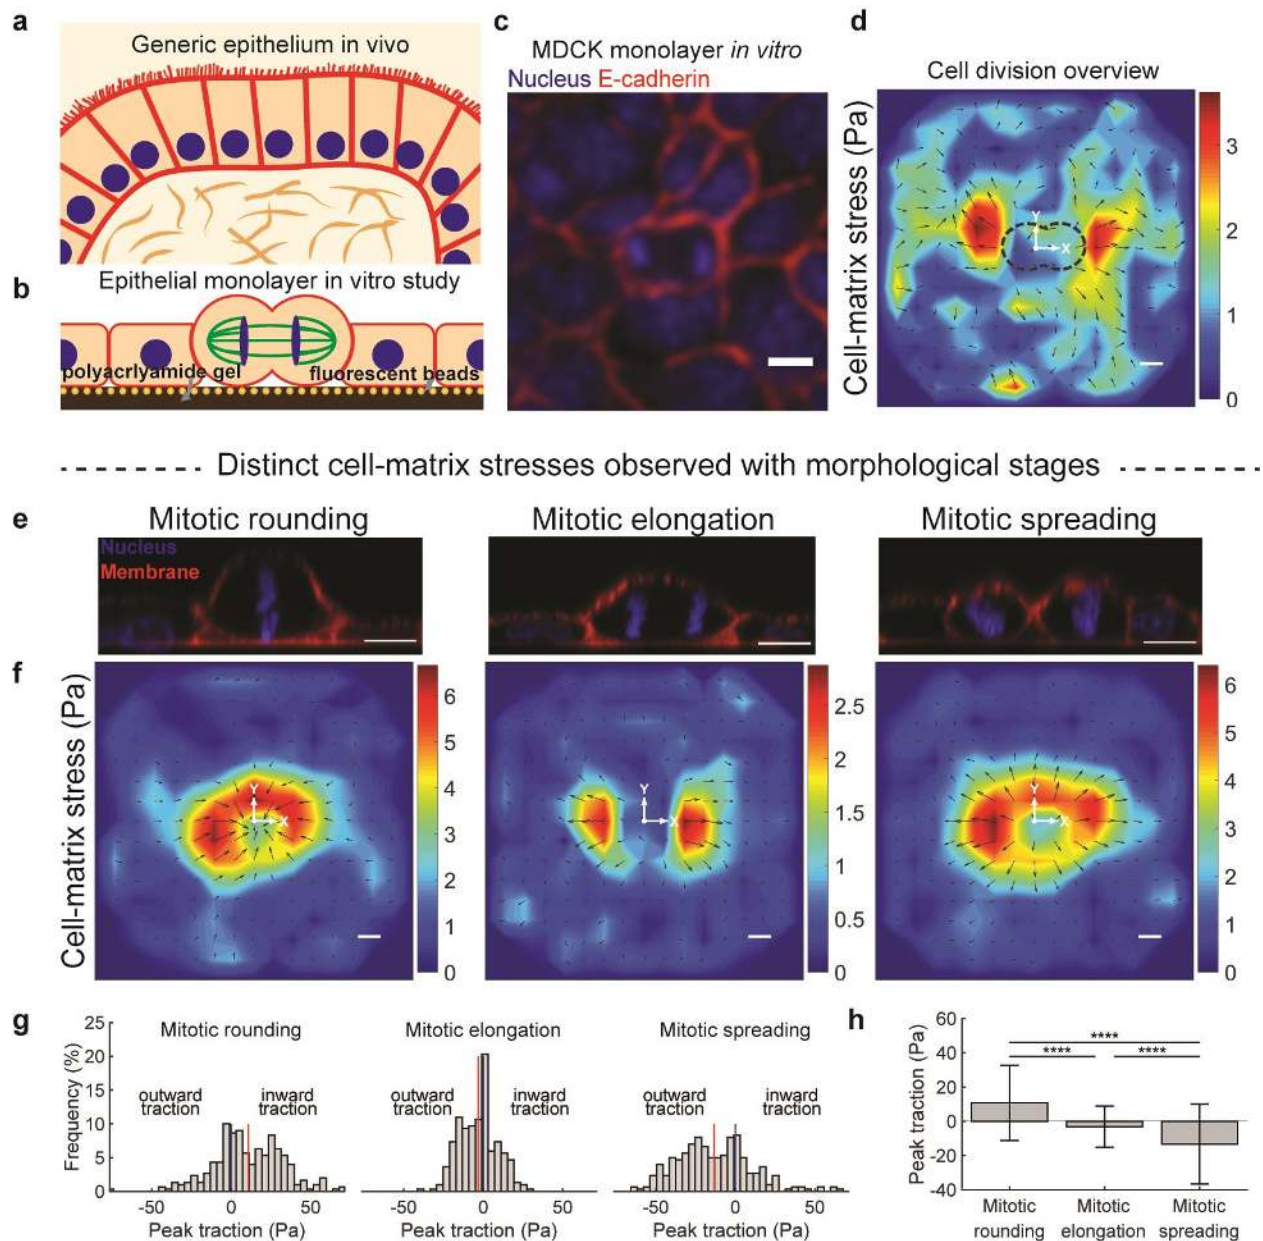 a
Generic epithelium in vivo
b
Epithelial monolayer in vitro study
polyacrlyamide gel
fluorescent beads
c
MDCK monolayer in vitro
Nucleus E-cadherin
d
Cell division overview
Cell-matrix stress (Pa)
Y
X
3
2
1
0
Distinct cell-matrix stresses observed with morphological stages
e
Mitotic rounding
Mitotic elongation
Mitotic spreading
Nucleus
Membrane
f
Cell-matrix stress (Pa)
Y
X
6
5
4
3
2
1
0
Y
X
2.5
2
1.5
1
0.5
0
Y
X
6
5
4
3
2
1
0
g
Frequency (%)
25
20
15
10
5
0
Mitotic rounding
outward traction
inward traction
-50 0 50
Peak traction (Pa)
Mitotic elongation
outward traction
inward traction
-50 0 50
Peak traction (Pa)
Mitotic spreading
outward traction
inward traction
-50 0 50
Peak traction (Pa)
h
Peak traction (Pa)
60
40
20
0
-20
-40
****
**** ****
Mitotic rounding
Mitotic elongation
Mitotic spreading